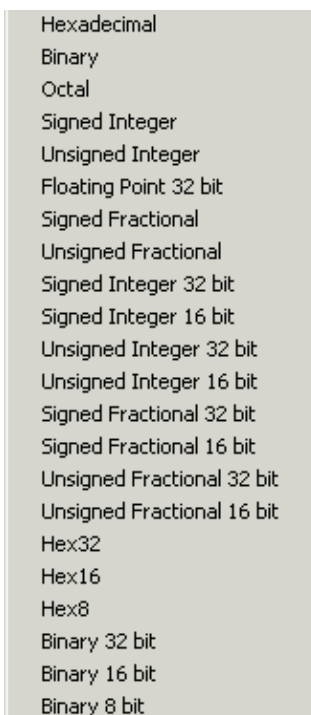 Hexadecimal
Binary
Octal
Signed Integer
Unsigned Integer
Floating Point 32 bit
Signed Fractional
Unsigned Fractional
Signed Integer 32 bit
Signed Integer 16 bit
Unsigned Integer 32 bit
Unsigned Integer 16 bit
Signed Fractional 32 bit
Signed Fractional 16 bit
Unsigned Fractional 32 bit
Unsigned Fractional 16 bit
Hex32
Hex16
Hex8
Binary 32 bit
Binary 16 bit
Binary 8 bit